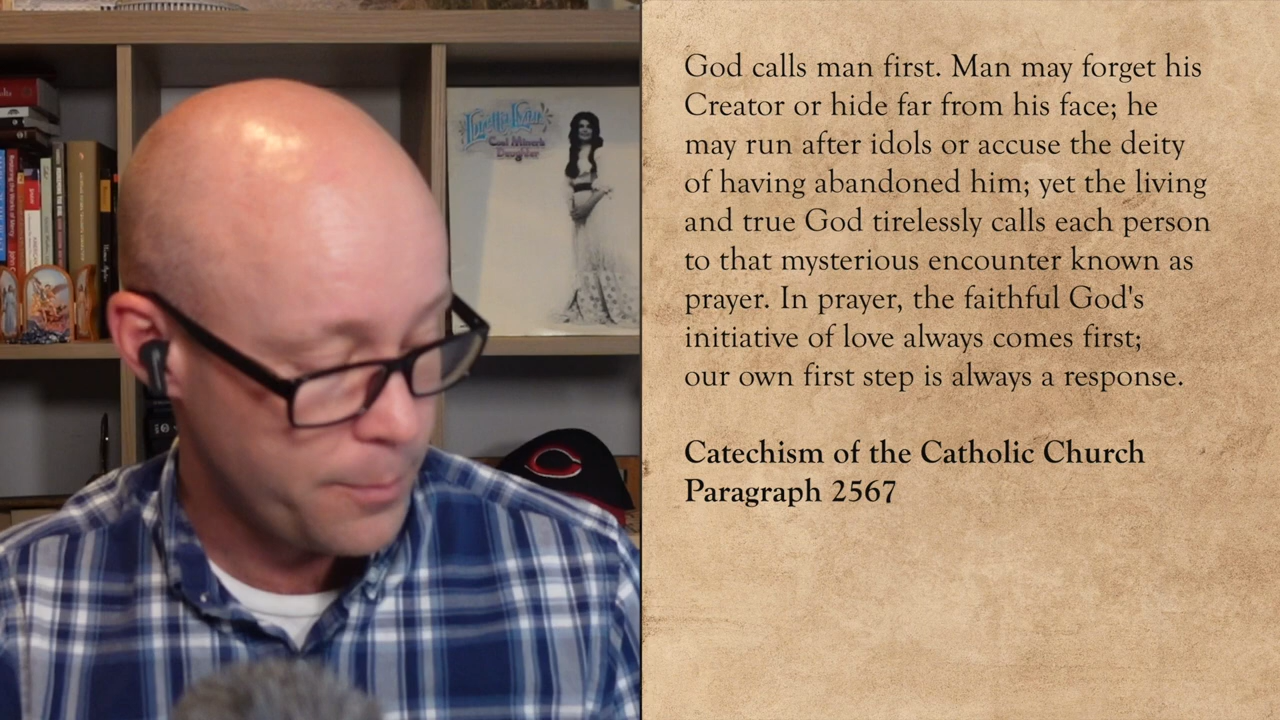 Loretta Lynn
Coal Miner's
Daughter
C
God calls man first. Man may forget his
Creator or hide far from his face; he
may run after idols or accuse the deity
of having abandoned him; yet the living
and true God tirelessly calls each person
to that mysterious encounter known as
prayer. In prayer, the faithful God's
initiative of love always comes first;
our own first step is always a response.
Catechism of the Catholic Church
Paragraph 2567